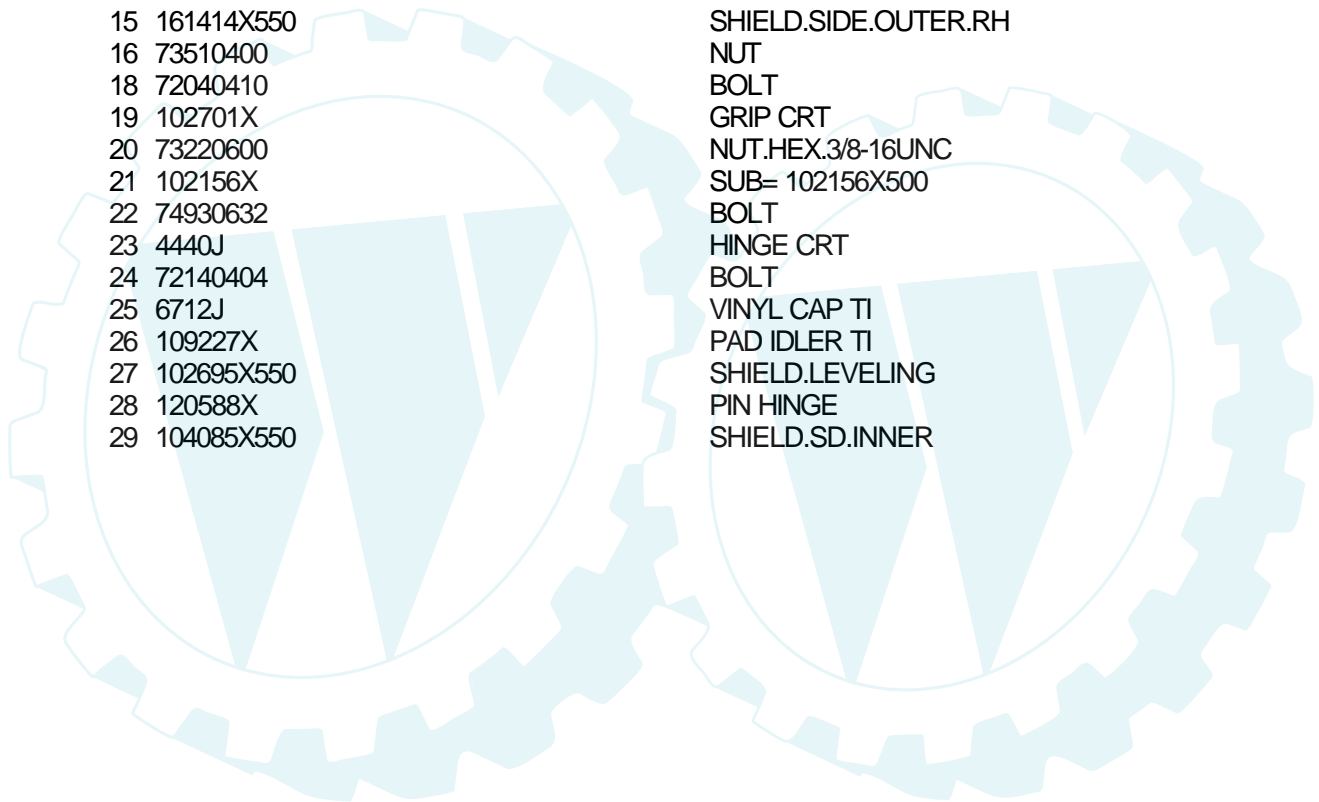 15 161414X550 SHIELD.SIDE.OUTER.RH
16 73510400 NUT
18 72040410 BOLT
19 102701X GRIP CRT
20 73220600 NUT.HEX.3/8-16UNC
21 102156X SUB= 102156X500
22 74930632 BOLT
23 4440J HINGE CRT
24 72140404 BOLT
25 6712J VINYL CAP TI
26 109227X PAD IDLER TI
27 102695X550 SHIELD.LEVELING
28 120588X PIN HINGE
29 104085X550 SHIELD.SD.INNER